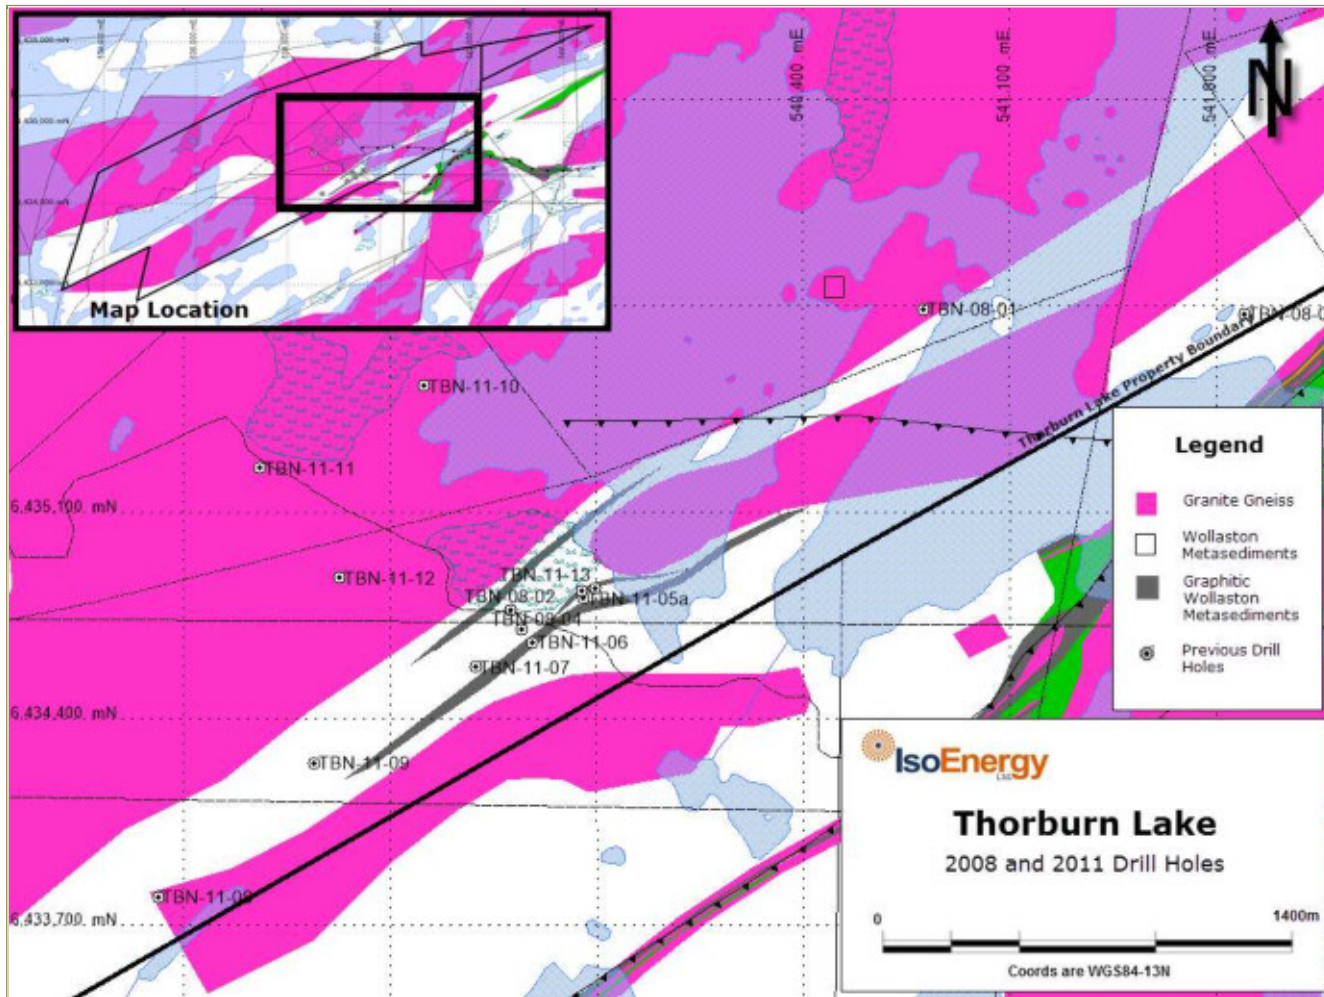 Map Location
540,400 mE
541,100 mE
541,800 mE
N
TBN-08-01
TBN-08-0
Thorburn Lake Property Boundary
TBN-11-10
TBN-11-11
6,435,100 mN
TBN-11-12
TBN-11-13
TBN-08-02
TBN-11-05a
TBN-09-04
TBN-11-06
TBN-11-07
6,434,400 mN
TBN-11-09
TBN-11-08
6,433,700 mN
Legend
Granite Gneiss
Wollaston
Metasediments
Graphitic
Wollaston
Metasediments
Previous Drill
Holes
IsoEnergy
LTD
Thorburn Lake
2008 and 2011 Drill Holes
0
1400m
Coords are WGS84-13N